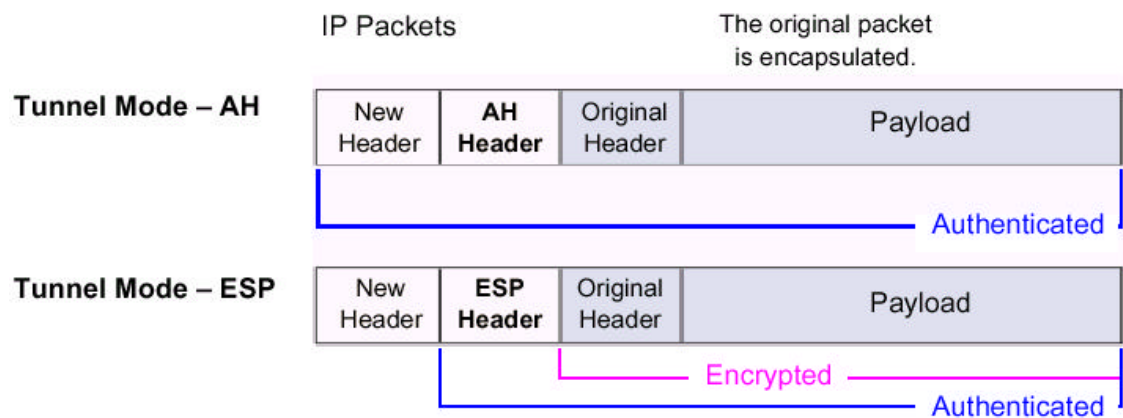 IP Packets
The original packet
is encapsulated.
Tunnel Mode – AH
New
Header
AH
Header
Original
Header
Payload
Authenticated
Tunnel Mode – ESP
New
Header
ESP
Header
Original
Header
Payload
Encrypted
Authenticated